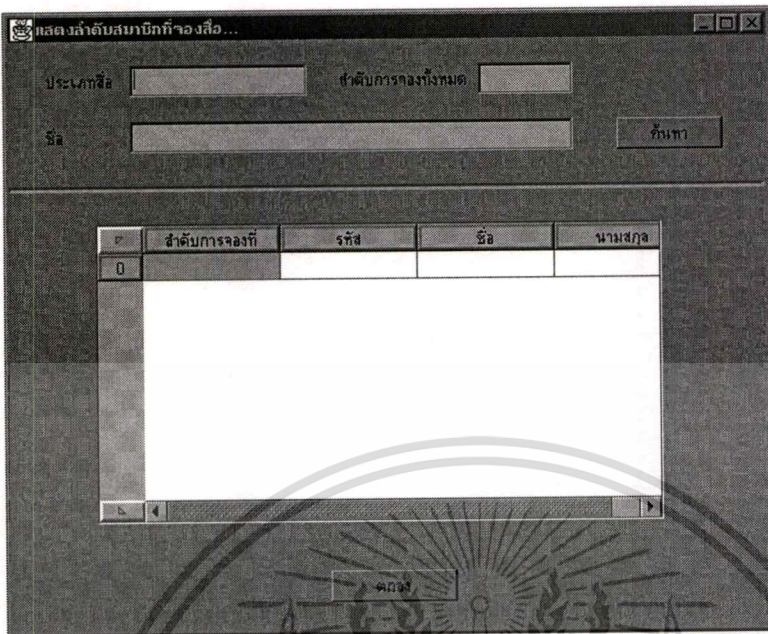 แสดงลำดับสมาชิกที่จองสื่อ...
ประเภทสื่อ ลำดับการจองทั้งหมด
ชื่อ ค้นหา
ลำดับการจองที่ รหัส ชื่อ นามสกุล
0
ตกลง